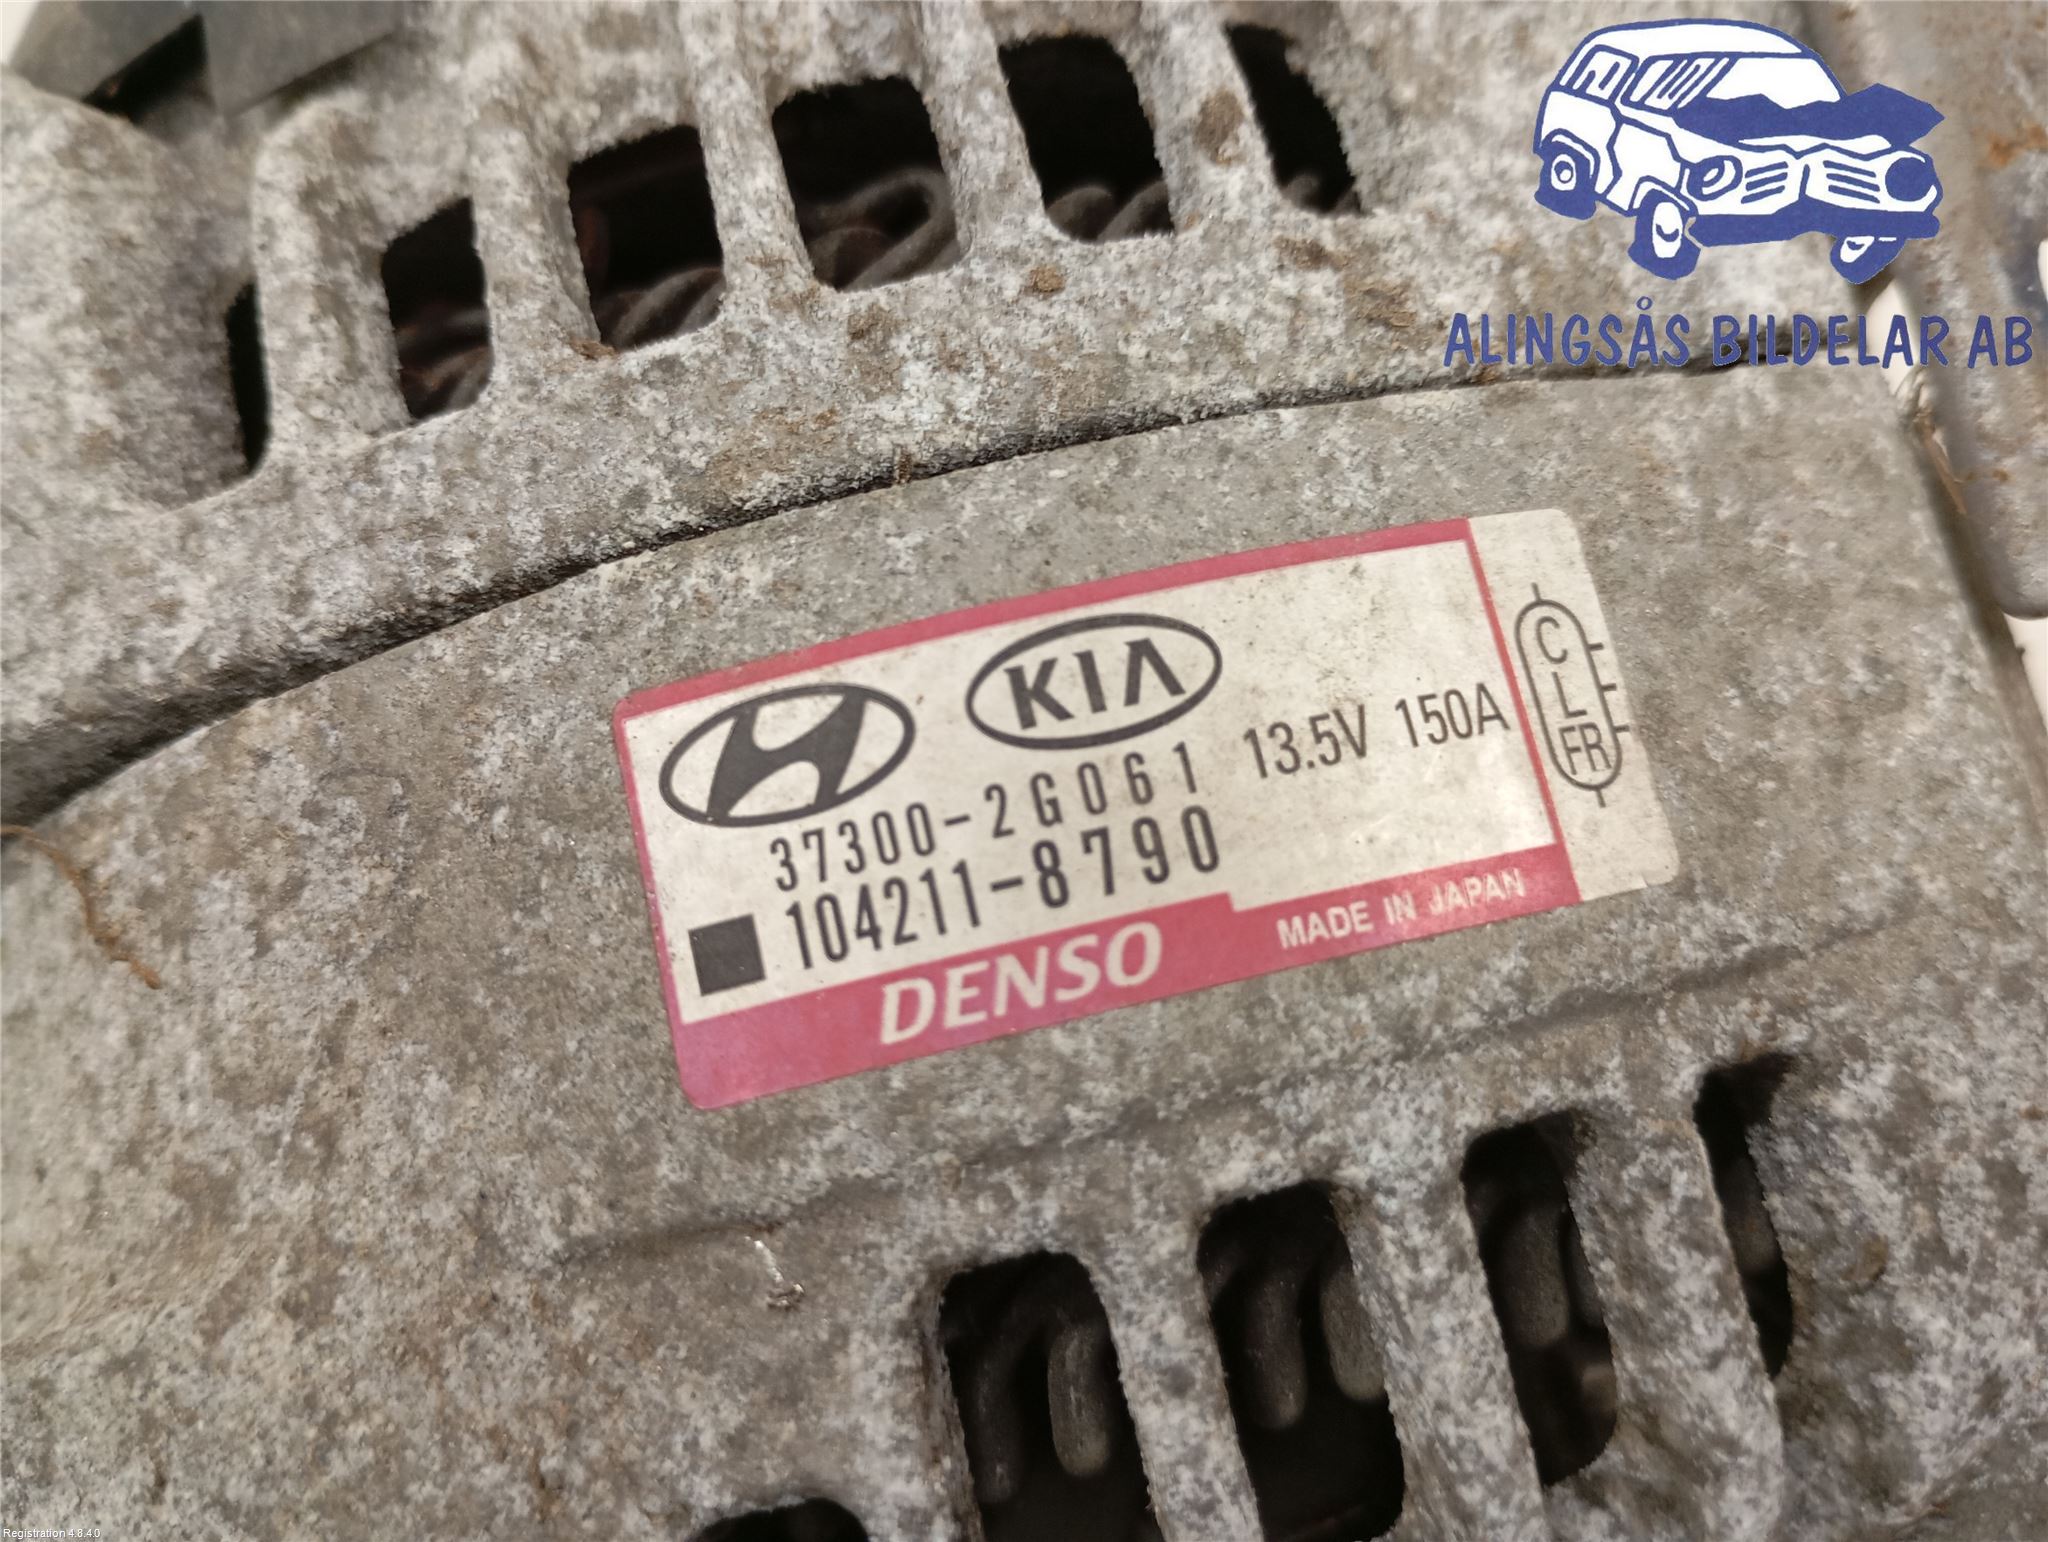 ALINGSÅS BILDELAR AB
KIA
37300-2G061 13.5V 150A
104211-8790
DENSO MADE IN JAPAN
C
L
FR
Registration 4.8.4.0